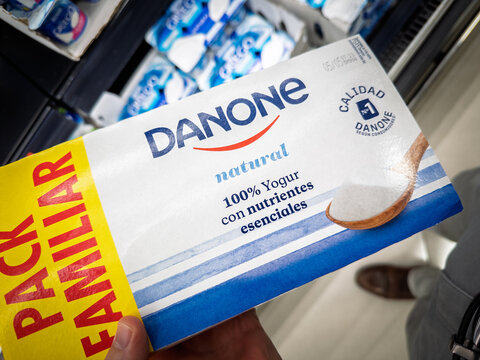 PACK
FAMILIAR
DANONE
natural
100% Yogur
con nutrientes
esenciales
CALIDAD
DANONE